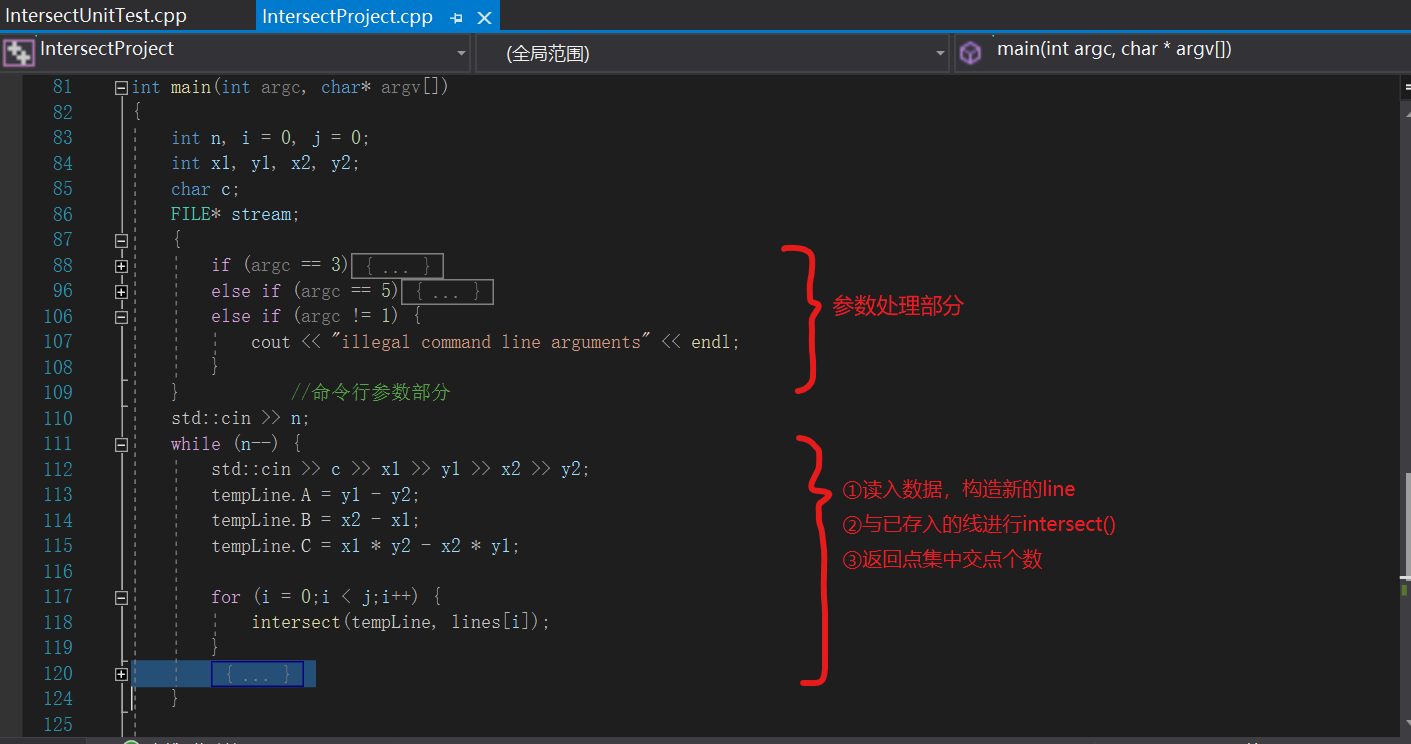 IntersectUnitTest.cpp IntersectProject.cpp
IntersectProject (全局范围) main(int argc, char * argv[])
81 int main(int argc, char* argv[])
82 {
83 int n, i = 0, j = 0;
84 int x1, y1, x2, y2;
85 char c;
86 FILE* stream;
87 {
88 if (argc == 3){ ... }
96 else if (argc == 5){ ... }
106 else if (argc != 1) {
107 cout << "illegal command line arguments" << endl;
108 }
109 } //命令行参数部分
110 std::cin >> n;
111 while (n--) {
112 std::cin >> c >> x1 >> y1 >> x2 >> y2;
113 tempLine.A = y1 - y2;
114 tempLine.B = x2 - x1;
115 tempLine.C = x1 * y2 - x2 * y1;
116
117 for (i = 0;i < j;i++) {
118 intersect(tempLine, lines[i]);
119 }
120 { ... }
124 }
125
参数处理部分
①读入数据，构造新的line
②与已存入的线进行intersect()
③返回点集中交点个数